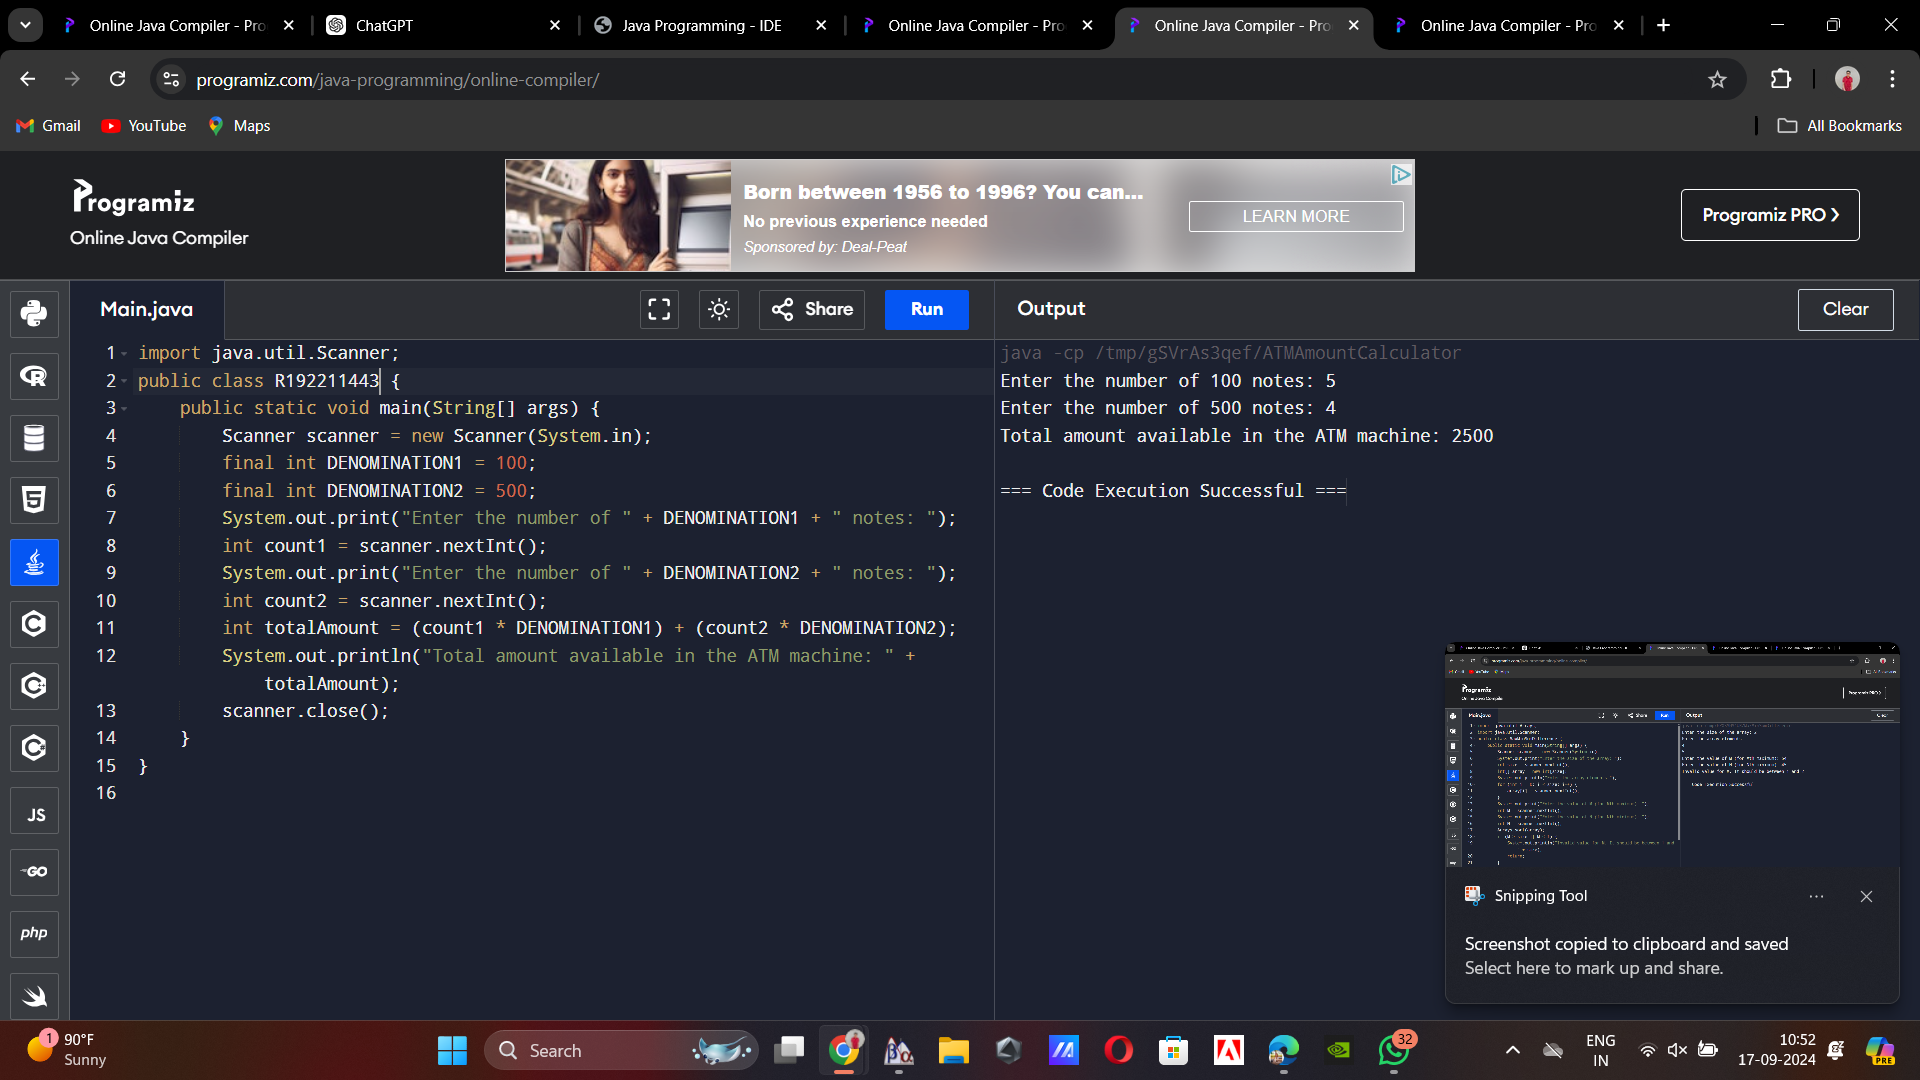 Online Java Compiler - Pro
ChatGPT
Java Programming - IDE
Online Java Compiler - Pro
Online Java Compiler - Pro
Online Java Compiler - Pro
programiz.com/java-programming/online-compiler/
Gmail
YouTube
Maps
All Bookmarks
Programiz
Online Java Compiler
Born between 1956 to 1996? You can...
No previous experience needed
Sponsored by: Deal-Peat
LEARN MORE
Programiz PRO
Main.java
Share
Run
Output
Clear
1 import java.util.Scanner;
2 public class R192211443 {
3 public static void main(String[] args) {
4 Scanner scanner = new Scanner(System.in);
5 final int DENOMINATION1 = 100;
6 final int DENOMINATION2 = 500;
7 System.out.print("Enter the number of " + DENOMINATION1 + " notes: ");
8 int count1 = scanner.nextInt();
9 System.out.print("Enter the number of " + DENOMINATION2 + " notes: ");
10 int count2 = scanner.nextInt();
11 int totalAmount = (count1 * DENOMINATION1) + (count2 * DENOMINATION2);
12 System.out.println("Total amount available in the ATM machine: " +
totalAmount);
13 scanner.close();
14 }
15 }
16
java -cp /tmp/gSVrAs3qef/ATMAmountCalculator
Enter the number of 100 notes: 5
Enter the number of 500 notes: 4
Total amount available in the ATM machine: 2500
=== Code Execution Successful ===
JS
GO
php
Snipping Tool
Screenshot copied to clipboard and saved
Select here to mark up and share.
1
90°F
Sunny
Search
32
ENG
IN
10:52
17-09-2024
PRE